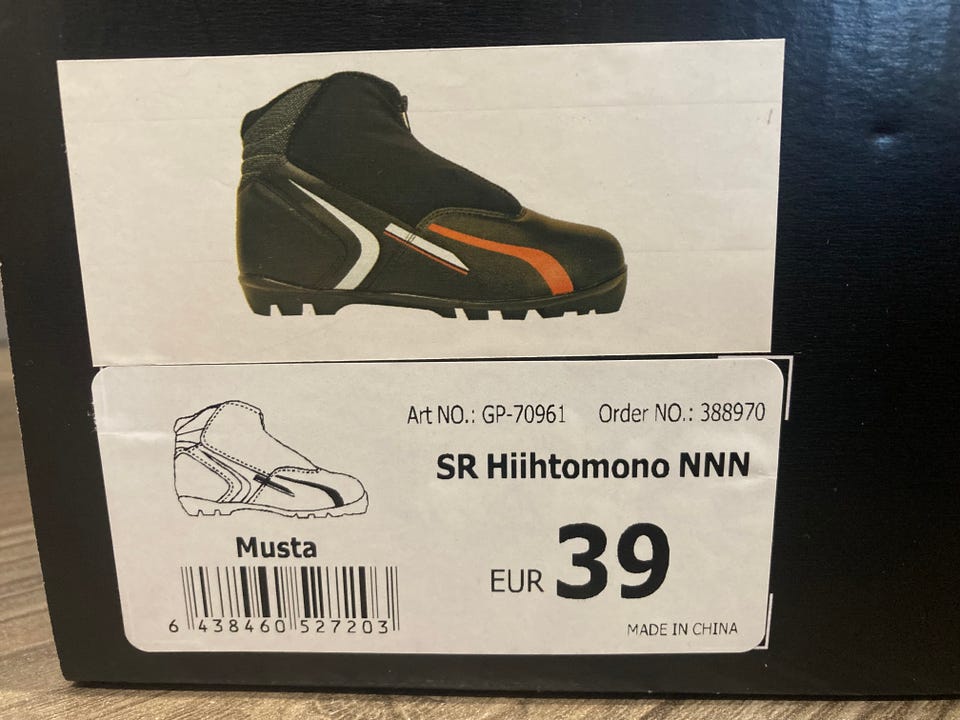 Art NO.: GP-70961 Order NO.: 388970
SR Hiihtomono NNN
Musta
EUR 39
6 438460 527203
MADE IN CHINA